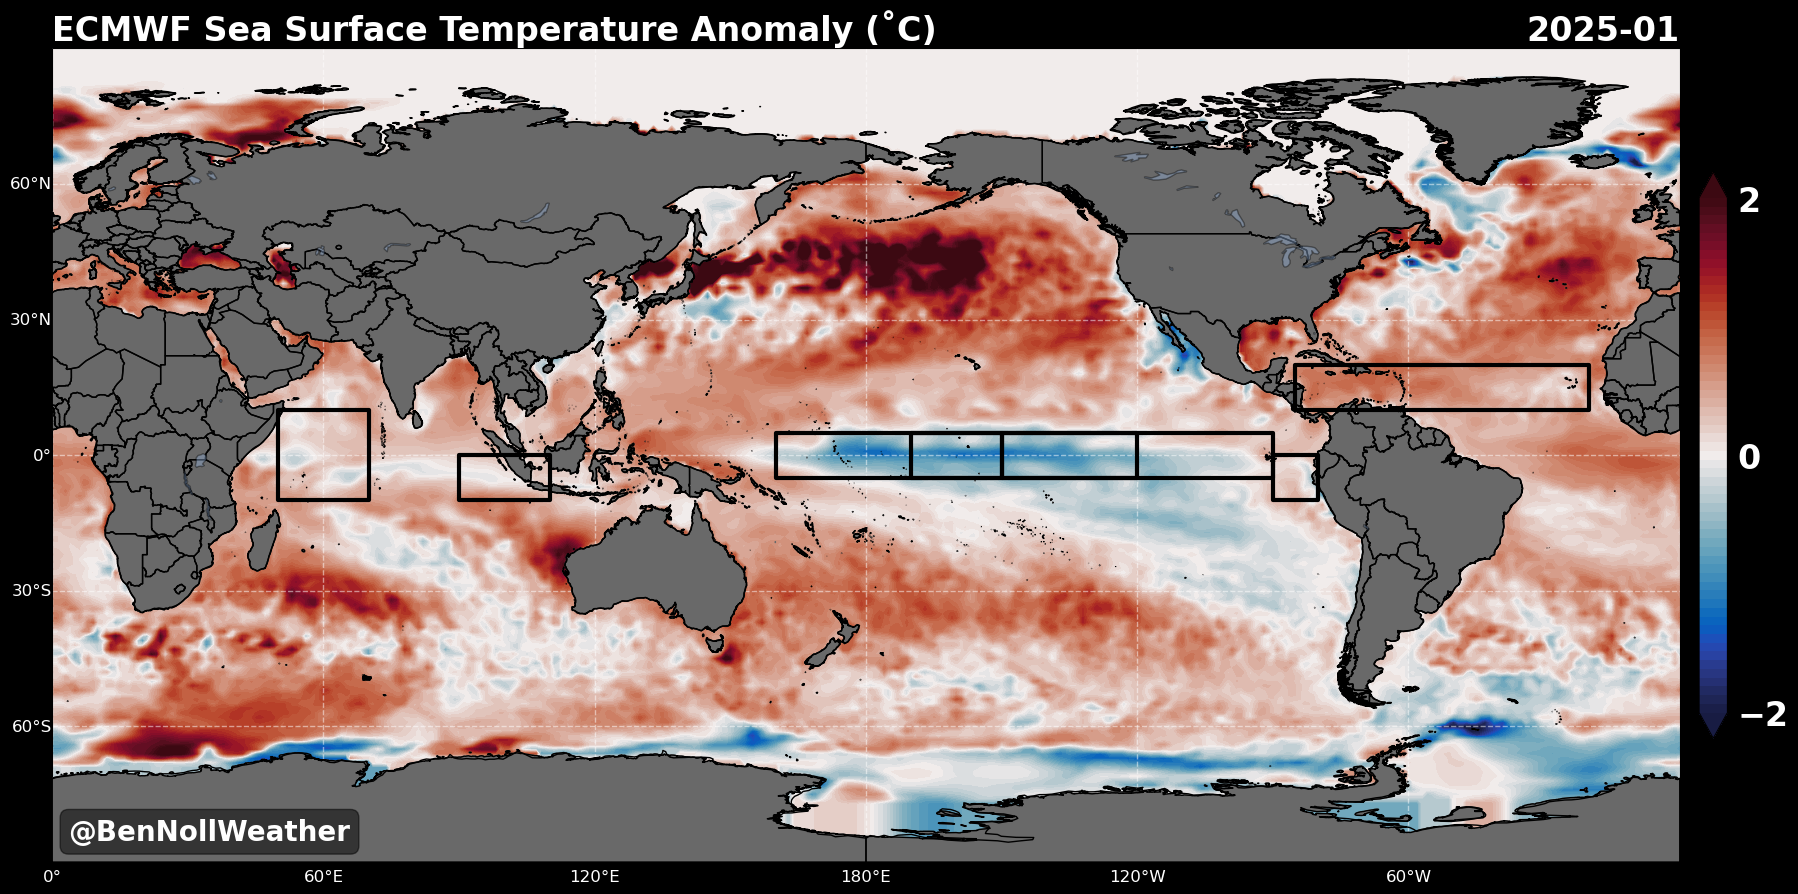 ECMWF Sea Surface Temperature Anomaly (˚C)
2025-01
60°N
30°N
0°
30°S
60°S
2
0
−2
@BenNollWeather
0°
60°E
120°E
180°E
120°W
60°W